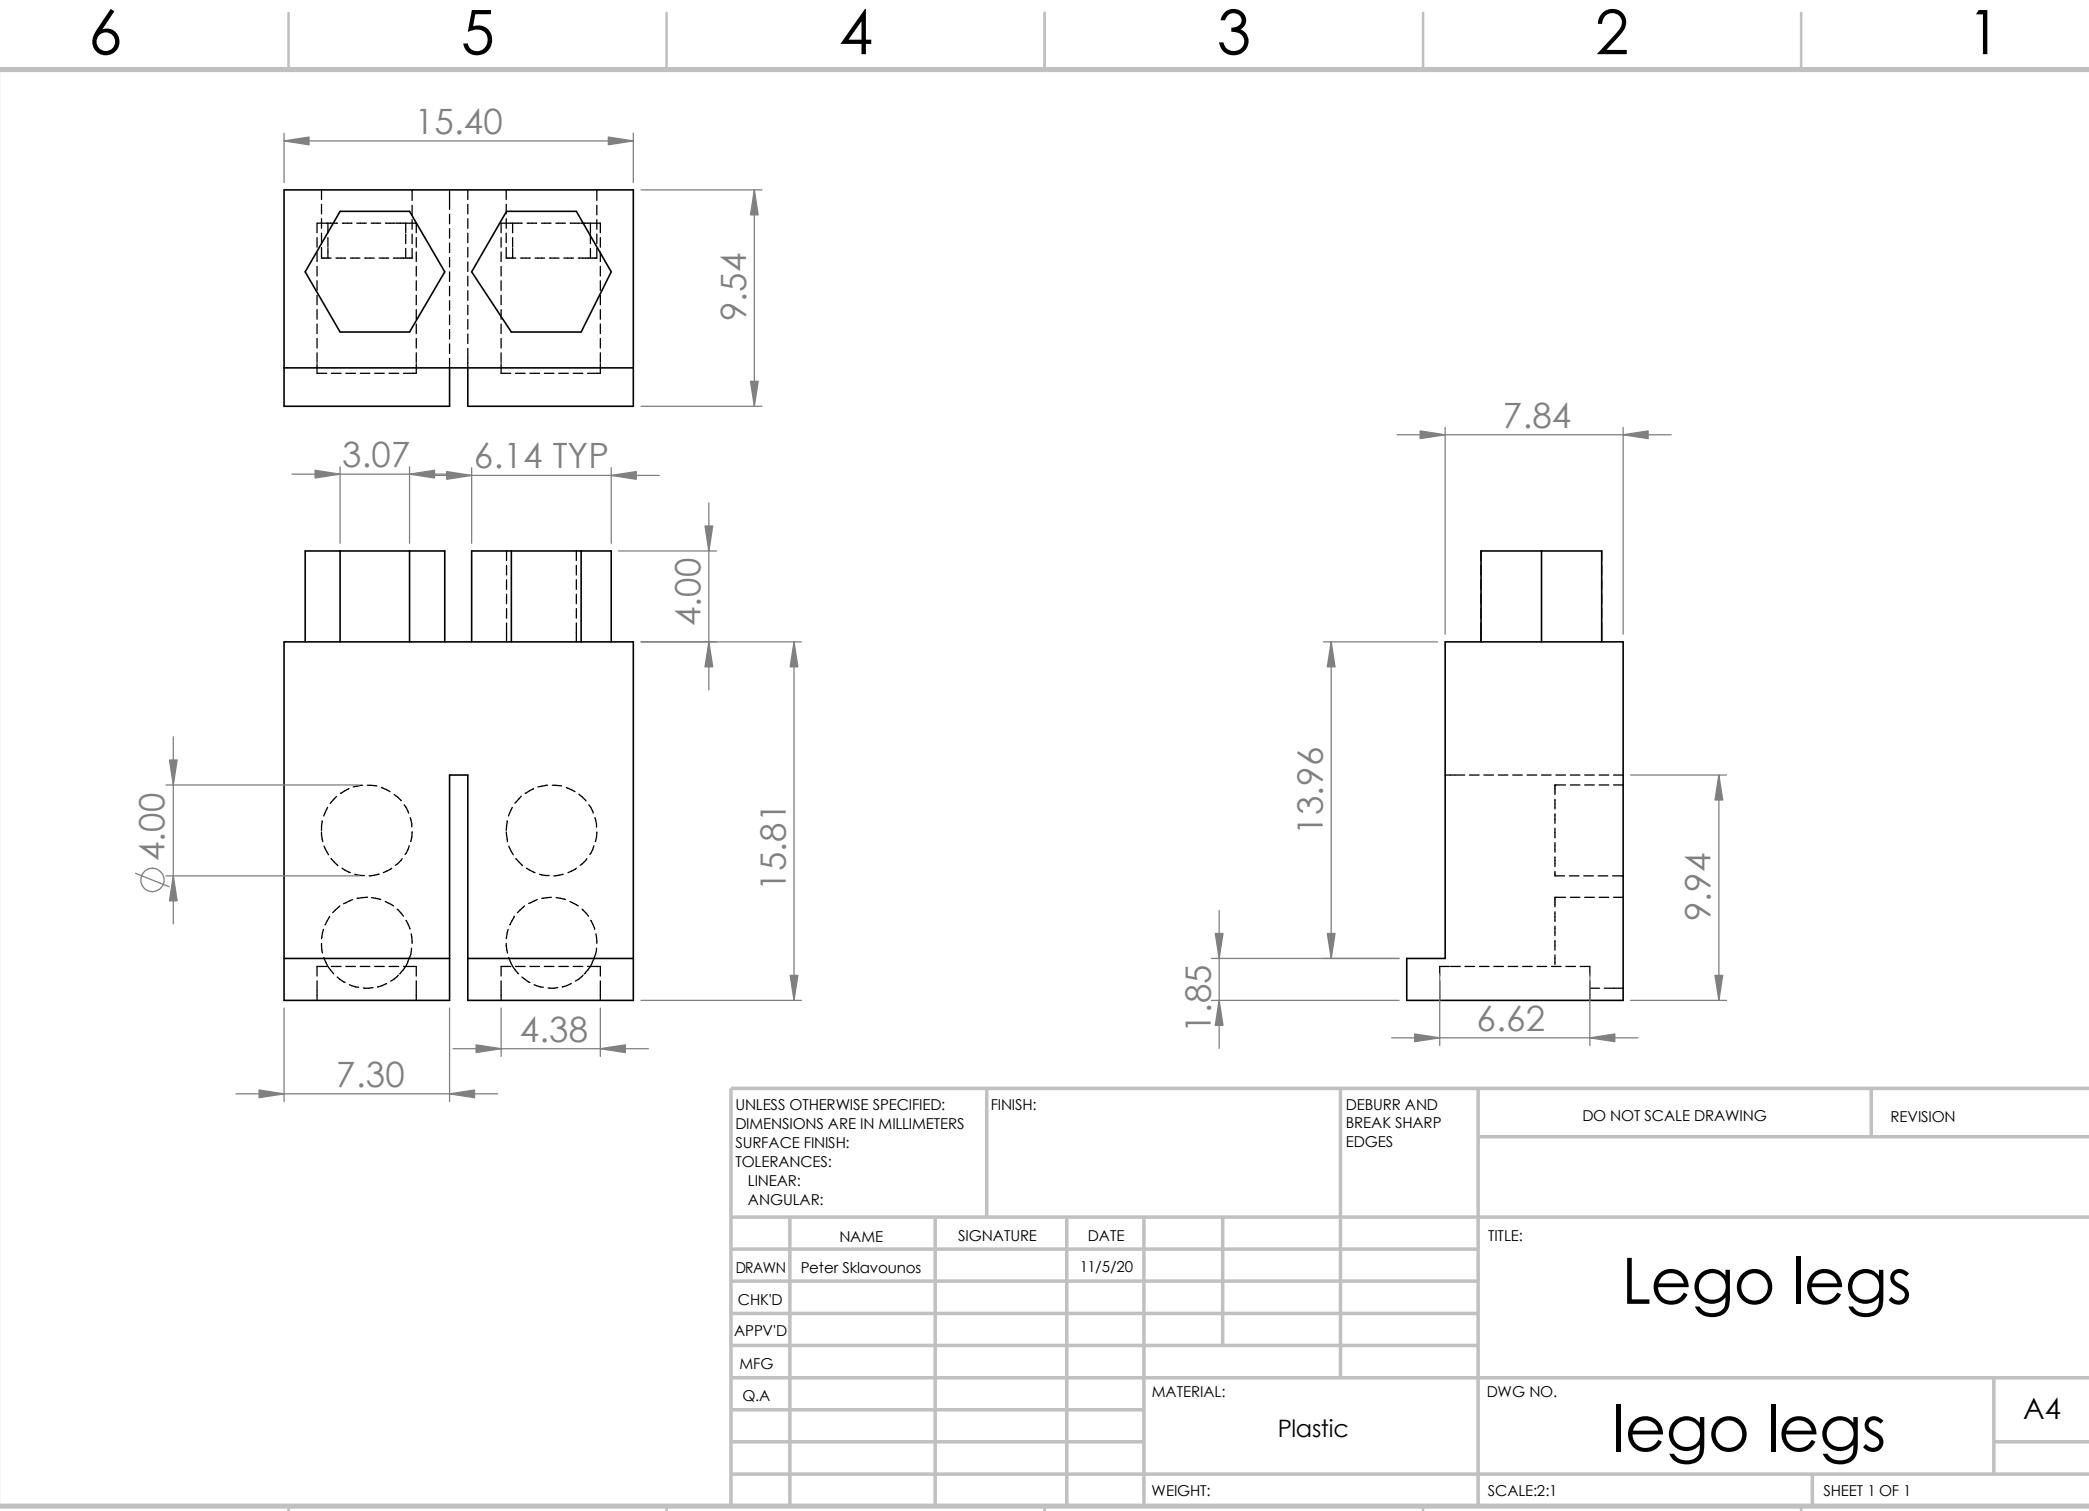 6 5 4 3 2 1
15.40
9.54
3.07 6.14 TYP
7.84
4.00
13.96
⌀ 4.00
15.81
9.94
1.85
6.62
4.38
7.30
UNLESS OTHERWISE SPECIFIED:
DIMENSIONS ARE IN MILLIMETERS
SURFACE FINISH:
TOLERANCES:
LINEAR:
ANGULAR:
FINISH:
DEBURR AND
BREAK SHARP
EDGES
DO NOT SCALE DRAWING
REVISION
NAME SIGNATURE DATE
DRAWN Peter Sklavounos 11/5/20
CHK'D
APPV'D
MFG
Q.A
TITLE:
Lego legs
MATERIAL:
Plastic
DWG NO.
lego legs
A4
WEIGHT:
SCALE:2:1
SHEET 1 OF 1